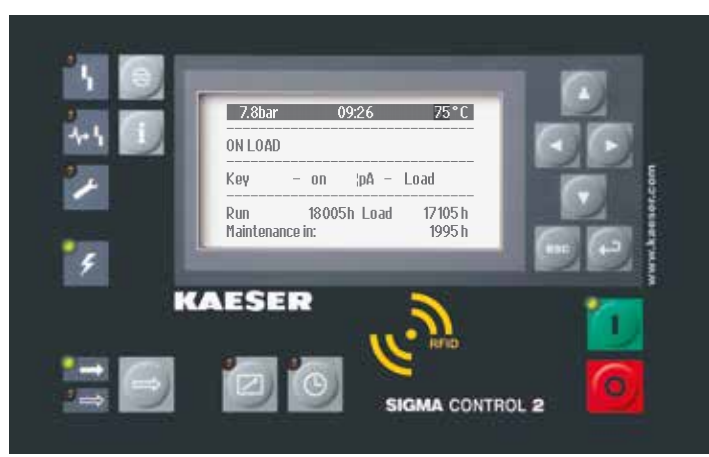 7.8bar 09:26 75°C
ON LOAD
Key - on pA - Load
Run 18005h Load 17105h
Maintenance in: 1995h
esc
www.kaeser.com
KAESER
RFID
I
O
SIGMA CONTROL 2